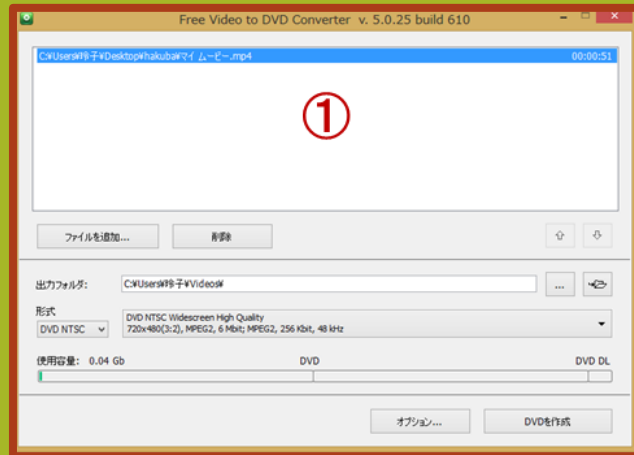 Free Video to DVD Converter v. 5.0.25 build 610
C:¥Users¥玲子¥Desktop¥hakuba¥マイ ムービー.mp4 00:00:51
①
ファイルを追加... 削除
出力フォルダ: C:¥Users¥玲子¥Videos¥ ...
形式
DVD NTSC
DVD NTSC Widescreen High Quality
720x480(3:2), MPEG2, 6 Mbit; MPEG2, 256 Kbit, 48 kHz
使用容量: 0.04 Gb DVD DVD DL
オプション... DVDを作成